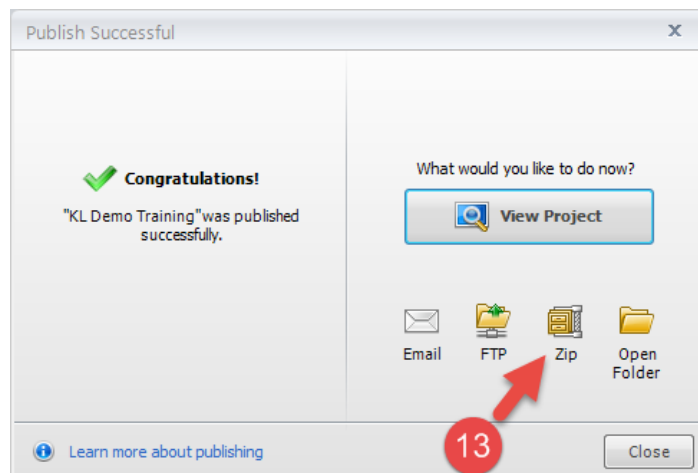 Publish Successful
x
Congratulations!
"KL Demo Training"was published
successfully.
What would you like to do now?
View Project
Email
FTP
Zip
Open
Folder
13
Learn more about publishing
Close